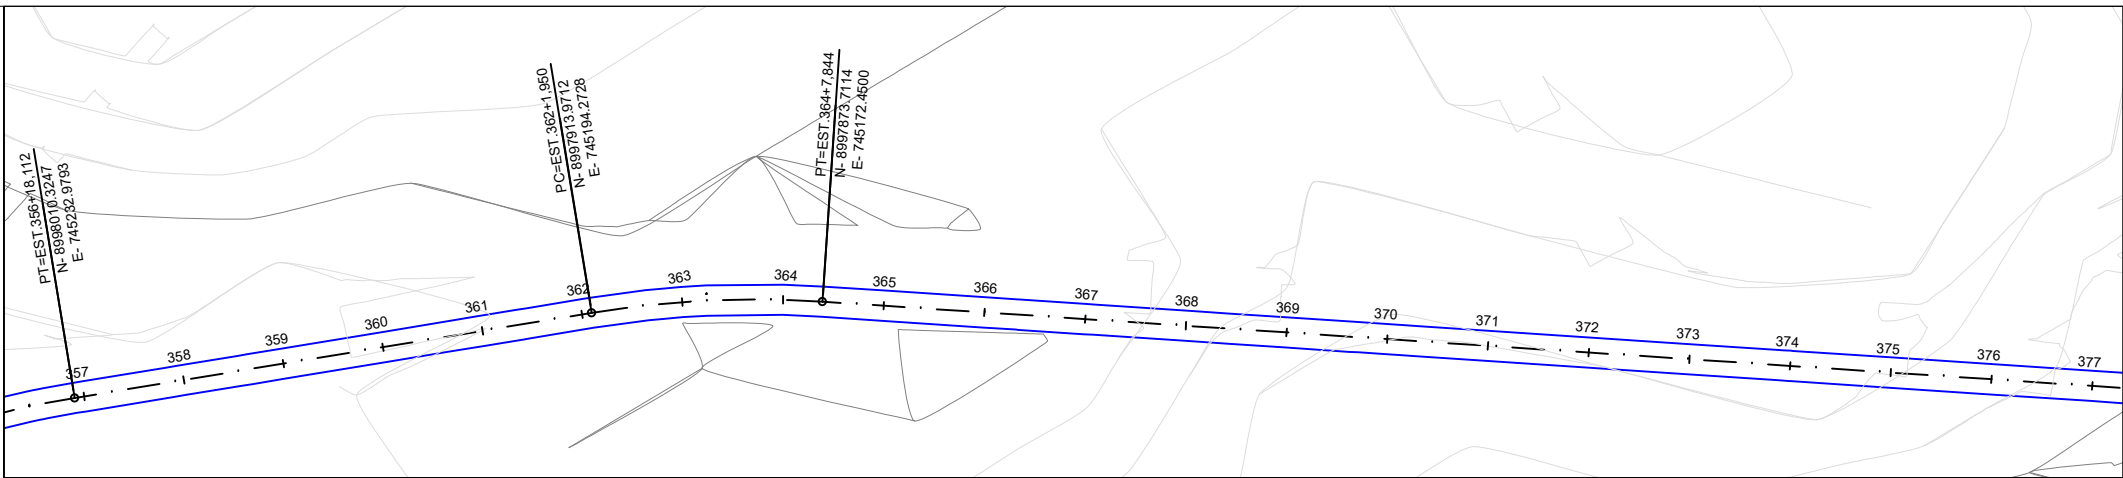 PT=EST.356+18,112
N- 8998010.3247
E- 745232.9793
PC=EST.362+1,950
N- 8997913.9712
E- 745194.2728
PT=EST.364+7,844
N- 8997873.7114
E- 745172.4500
357
358
359
360
361
362
363
364
365
366
367
368
369
370
371
372
373
374
375
376
377